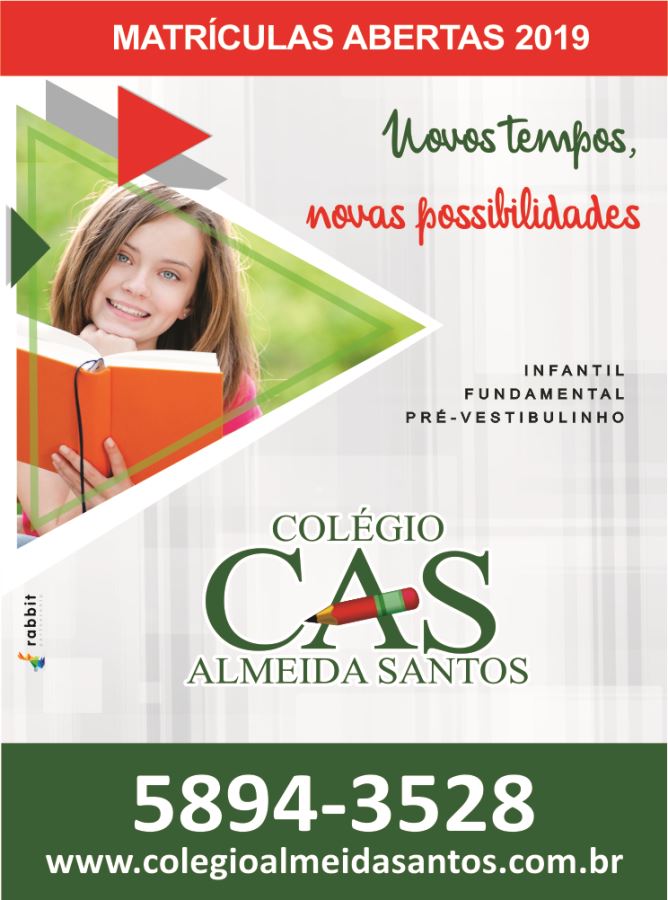 MATRÍCULAS ABERTAS 2019
Novos tempos,
novas possibilidades
INFANTIL
FUNDAMENTAL
PRÉ-VESTIBULINHO
COLÉGIO
CAS
ALMEIDA SANTOS
rabbit
5894-3528
www.colegioalmeidasantos.com.br